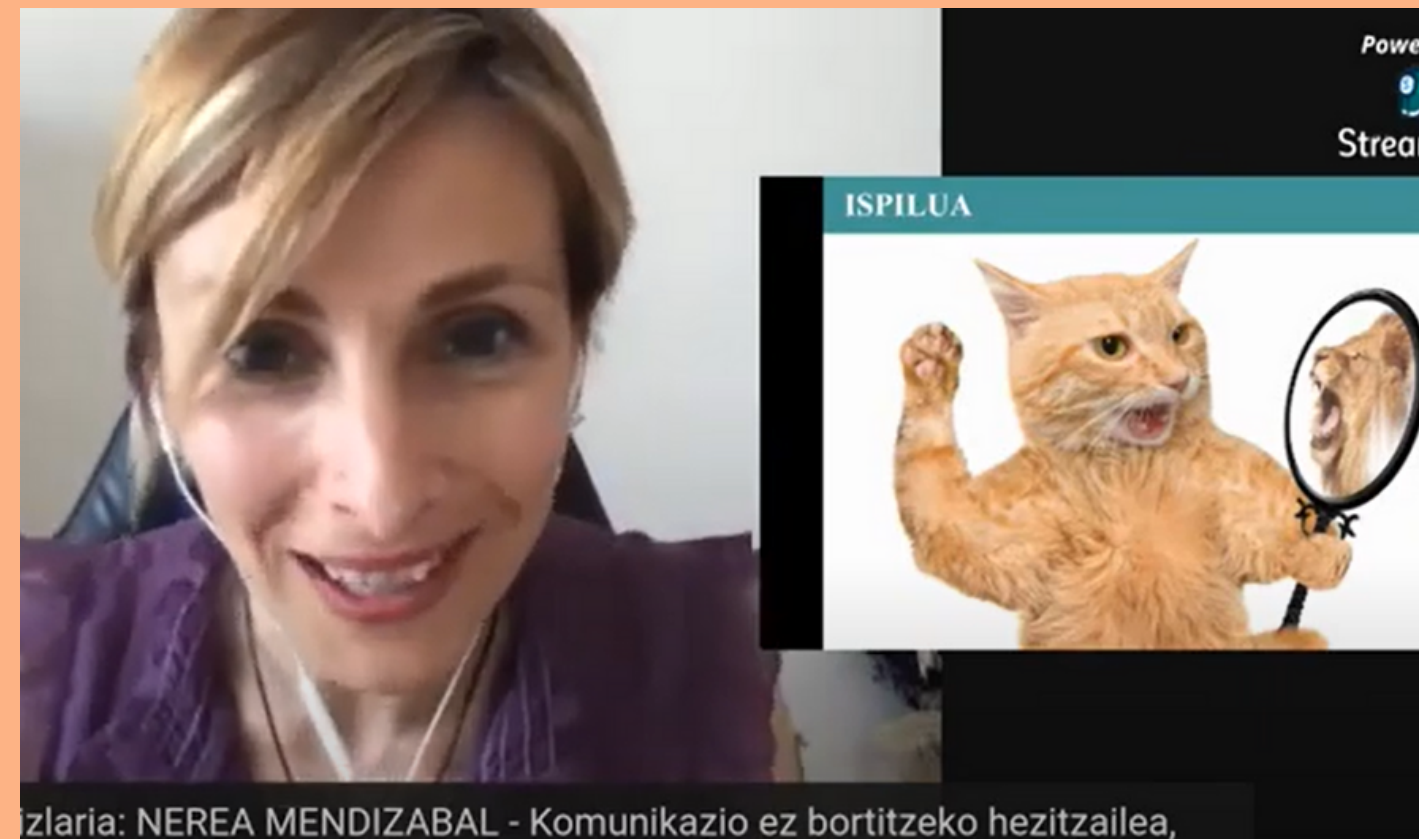 Powe
Strea
ISPILUA
izlaria: NEREA MENDIZABAL - Komunikazio ez bortitzeko hezitzailea,